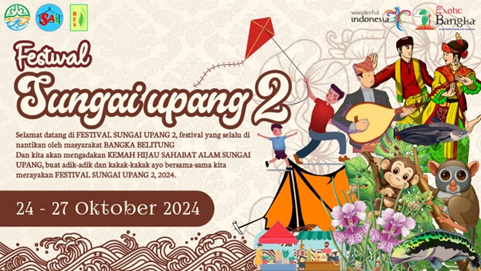 wonderful
indonesia
Exotic
Bangka
SAB
Festival
Sungai upang 2
Selamat datang di FESTIVAL SUNGAI UPANG 2, festival yang selalu di
nantikan oleh masyarakat BANGKA BELITUNG
Dan kita akan mengadakan KEMAH HIJAU SAHABAT ALAM SUNGAI
UPANG, buat adik-adik dan kakak-kakak ayo bersama-sama kita
merayakan FESTIVAL SUNGAI UPANG 2, 2024.
24 - 27 Oktober 2024